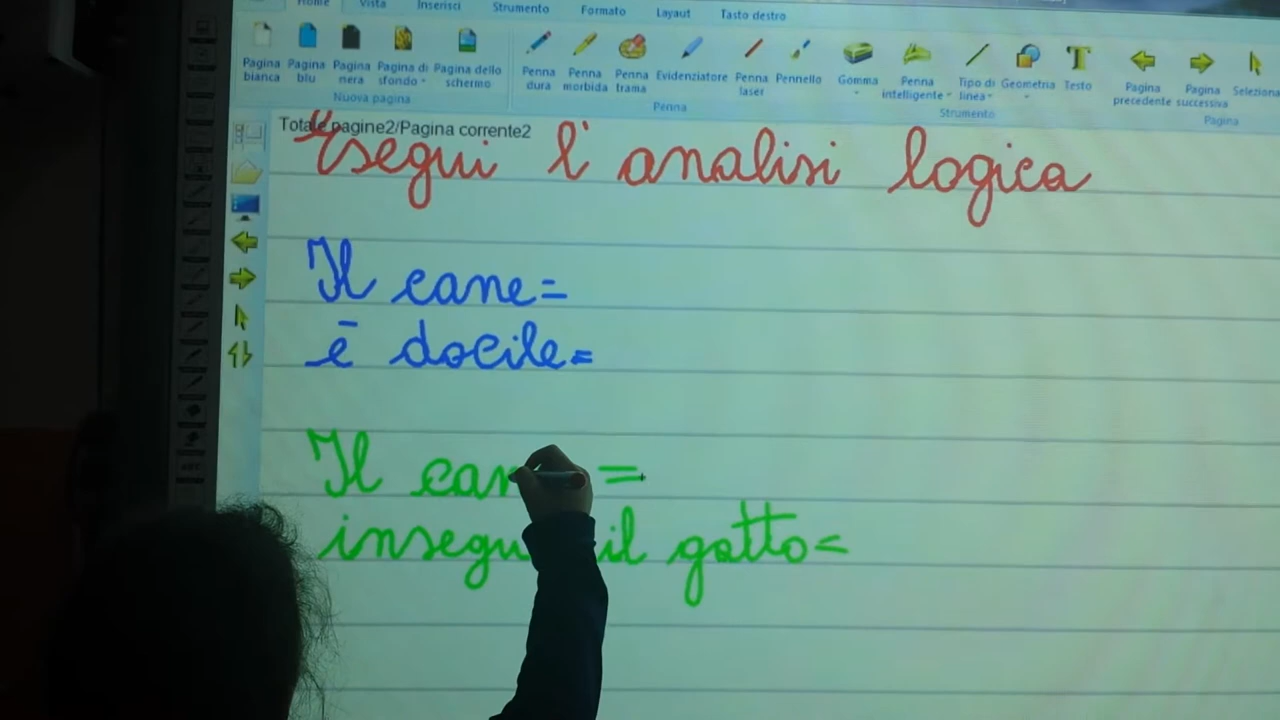 Home Vista Inserisci Strumento Formato Layaut Tasto destro
Pagina bianca Pagina blu Pagina nera Pagina di sfondo Pagina dello schermo Penna dura Penna morbida Penna trama Evidenziatore Penna laser Pennello Gomma Penna intelligente Tipo di linea Geometria Testo Pagina precedente Pagina successiva
Nuova pagina Penna Strumento Pagina
Totale pagine2/Pagina corrente2
Esegui l'analisi logica
Il cane=
è docile=
Il =
il gatto=